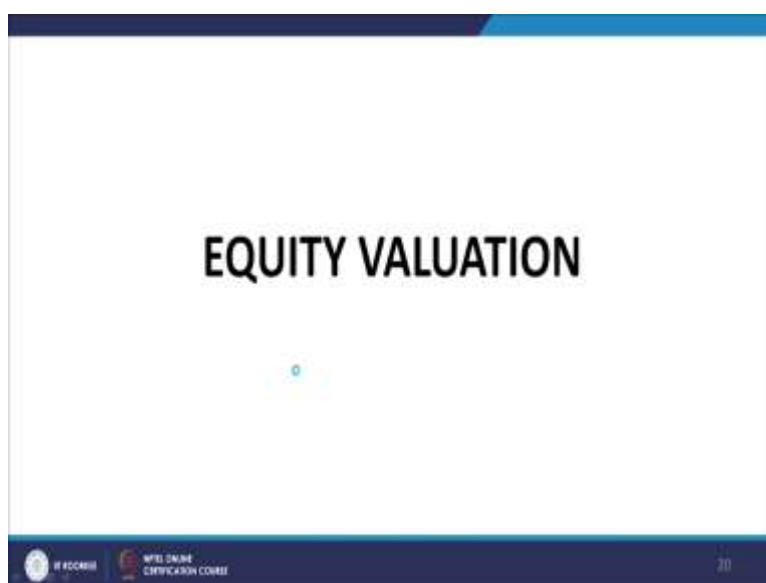 EQUITY VALUATION
IIT ROORKEE
NPTEL ONLINE
CERTIFICATION COURSE
20